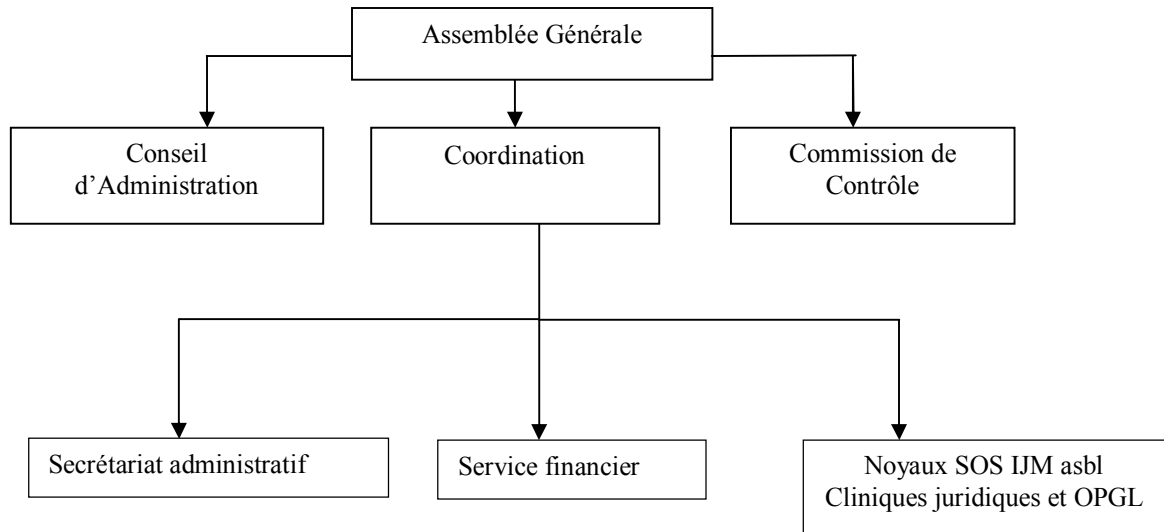 Assemblée Générale
Conseil
d’Administration
Coordination
Commission de
Contrôle
Secrétariat administratif
Service financier
Noyaux SOS IJM asbl
Cliniques juridiques et OPGL